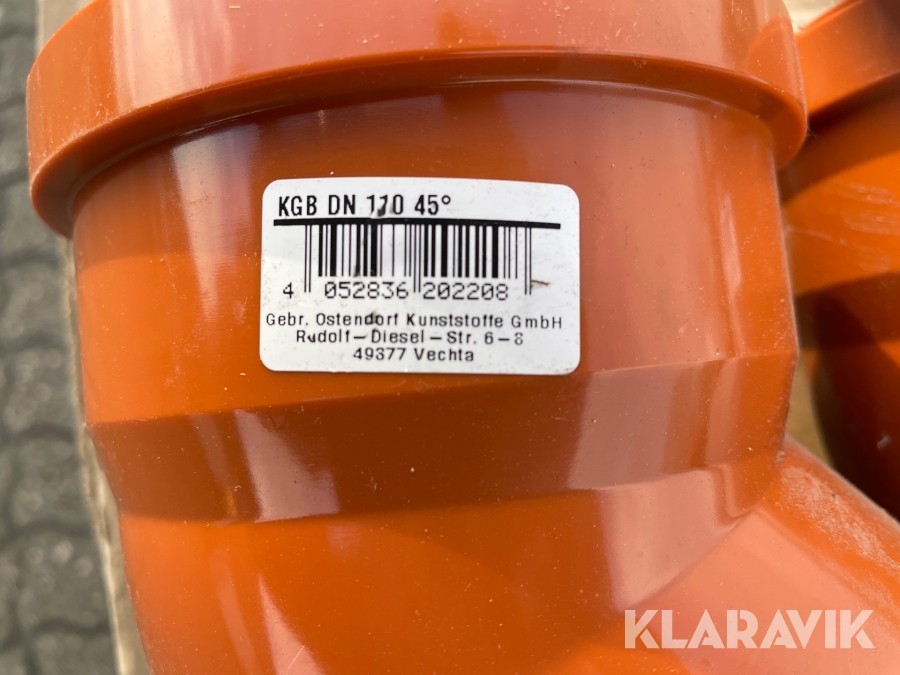 KGB DN 110 45°
4 052836 202208
Gebr. Ostendorf Kunststoffe GmbH
Rudolf-Diesel-Str. 6-8
49377 Vechta
KLARAVIK